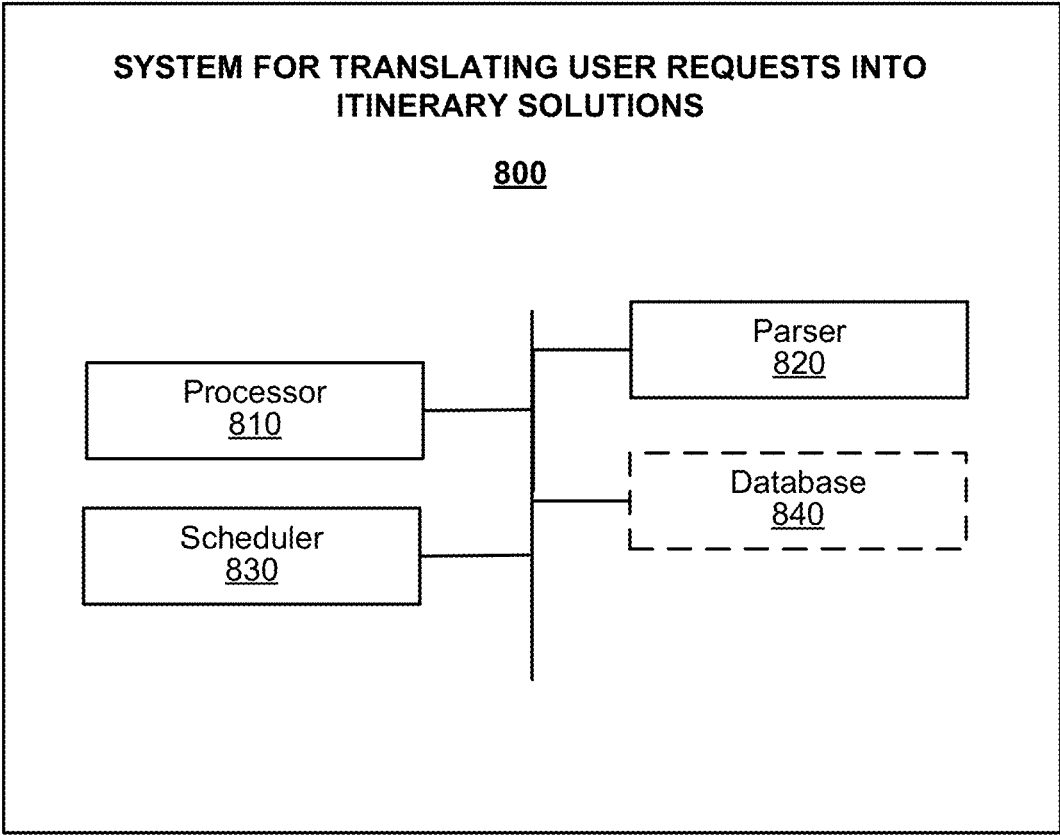 SYSTEM FOR TRANSLATING USER REQUESTS INTO
ITINERARY SOLUTIONS
800
Parser
820
Processor
810
Database
840
Scheduler
830